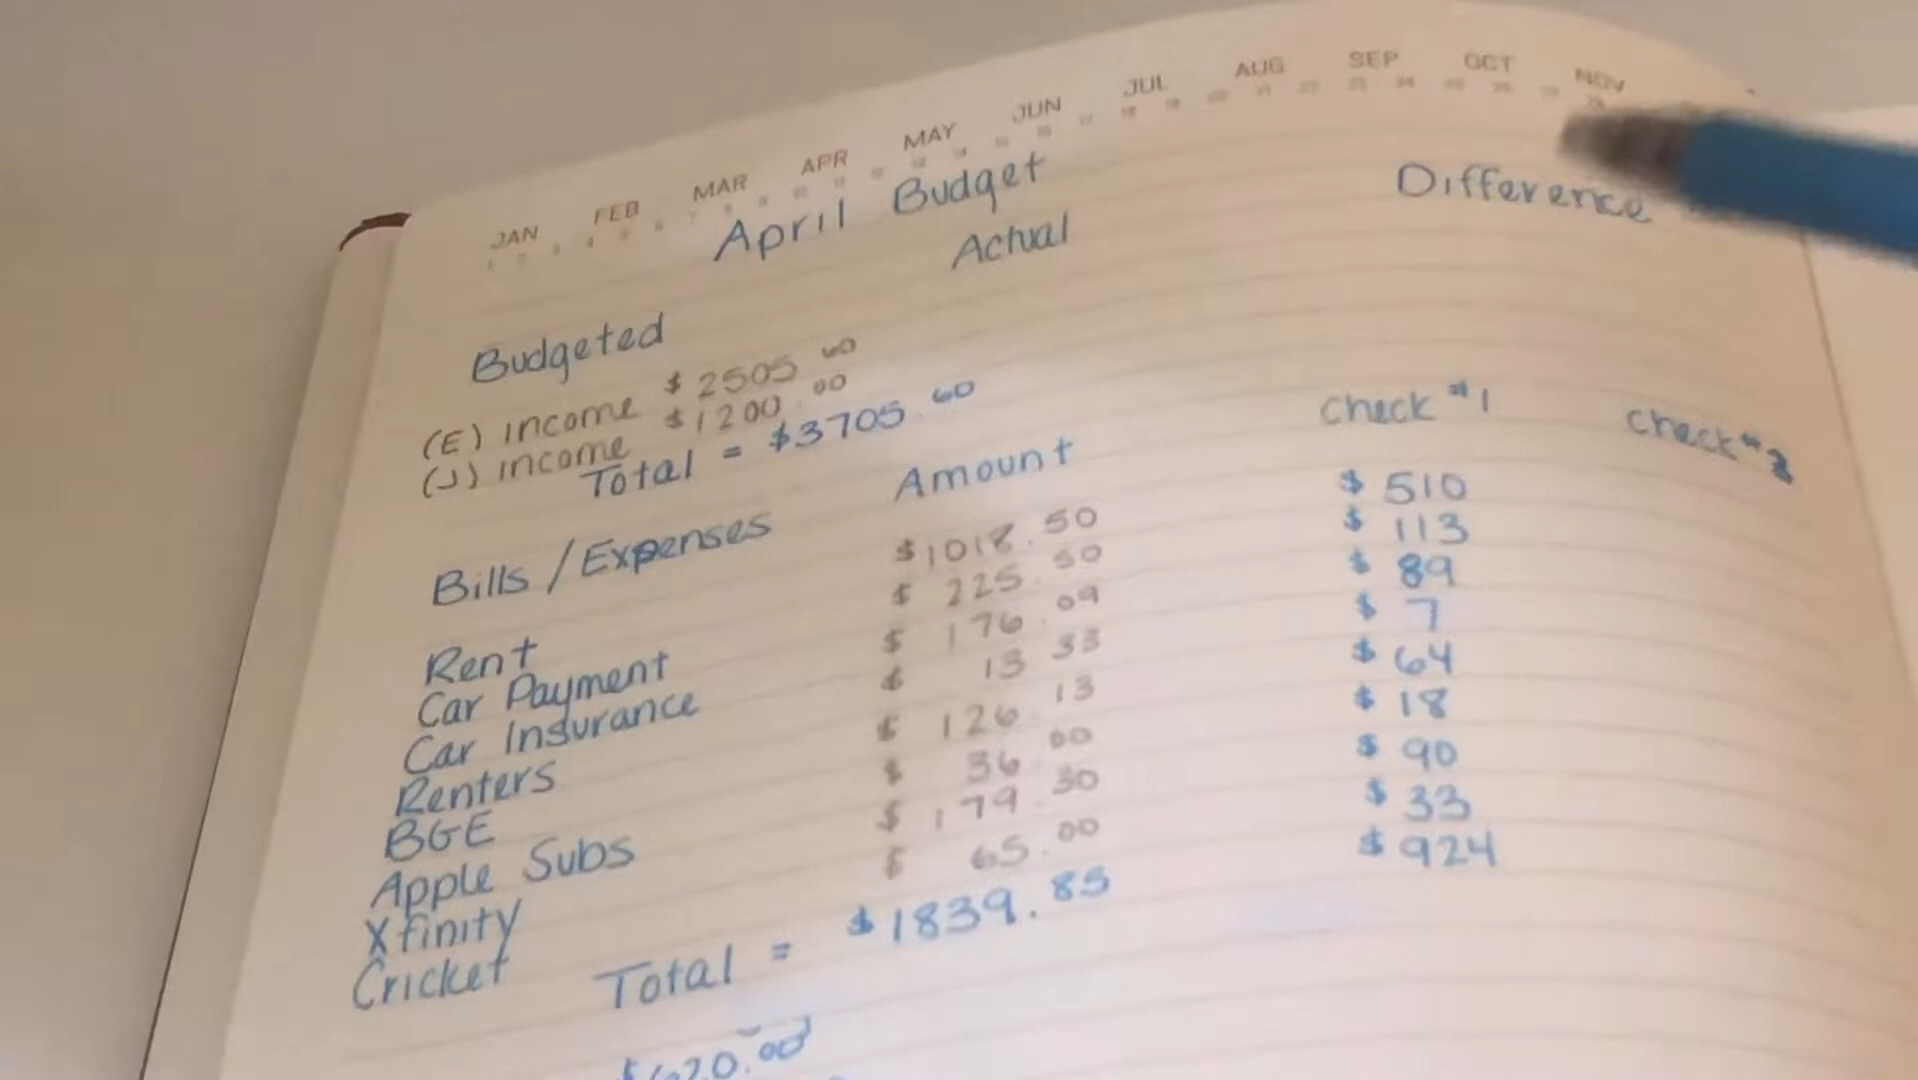 JAN FEB MAR APR MAY JUN JUL AUG SEP OCT NOV
April Budget
Budgeted Actual Difference
(E) income $2505.60
(J) income $1200.00
Total = $3705.60
Bills/Expenses Amount Check #1 Check #2
Rent $1018.50 $510
Car Payment $225.50 $113
Car Insurance $176.09 $89
Renters $13.33 $7
BGE $126.13 $64
Apple Subs $36.00 $18
Xfinity $179.30 $90
Cricket $65.00 $33
Total = $1839.85 $924
$620.00